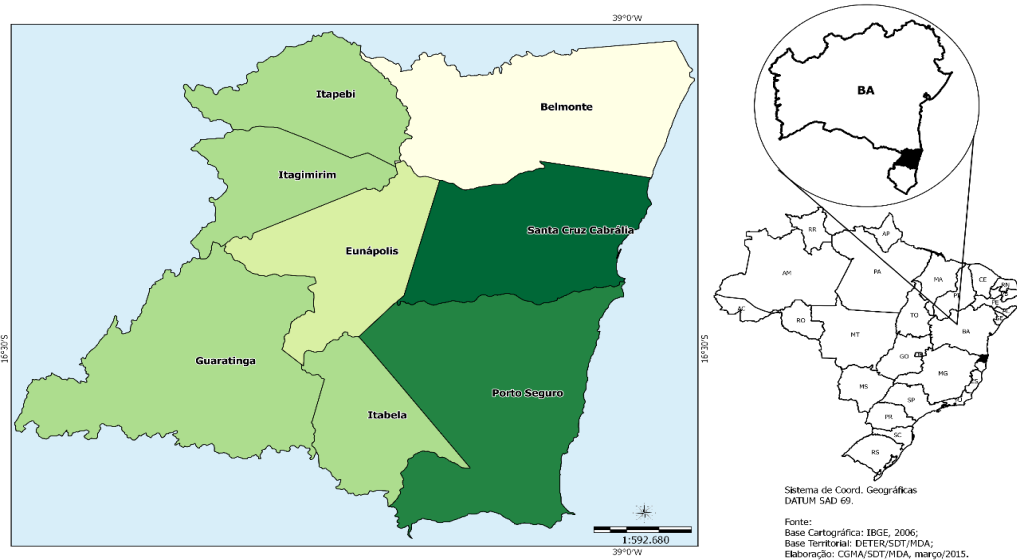 39°0'W
Itapebi
Belmonte
Itagimirim
Santa Cruz Cabrália
Eunápolis
16°30'S
16°30'S
Guaratinga
Porto Seguro
Itabela
1:592.680
39°0'W
BA
RR
AP
AM
PA
MA
CE
RN
AC
RO
TO
BA
MT
GO
MG
MS
SP
PR
SC
RS
Sistema de Coord. Geográficas
DATUM SAD 69.
Fonte:
Base Cartográfica: IBGE, 2006;
Base Territorial: DETER/SDT/MDA;
Elaboração: CGMA/SDT/MDA, março/2015.